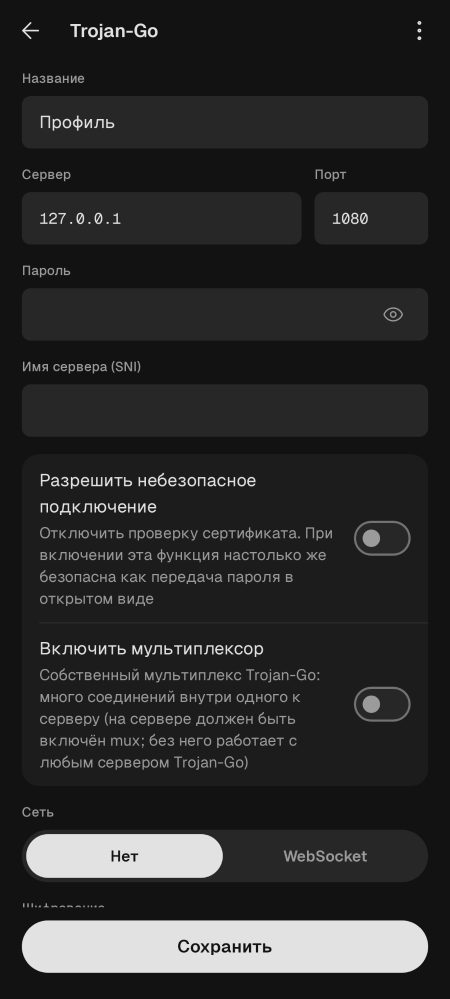 Trojan-Go
Название
Профиль
Сервер
Порт
127.0.0.1
1080
Пароль
Имя сервера (SNI)
Разрешить небезопасное
подключение
Отключить проверку сертификата. При
включении эта функция настолько же
безопасна как передача пароля в
открытом виде
Включить мультиплексор
Собственный мультиплекс Trojan-Go:
много соединений внутри одного к
серверу (на сервере должен быть
включён mux; без него работает с
любым сервером Trojan-Go)
Сеть
Нет
WebSocket
Сохранить